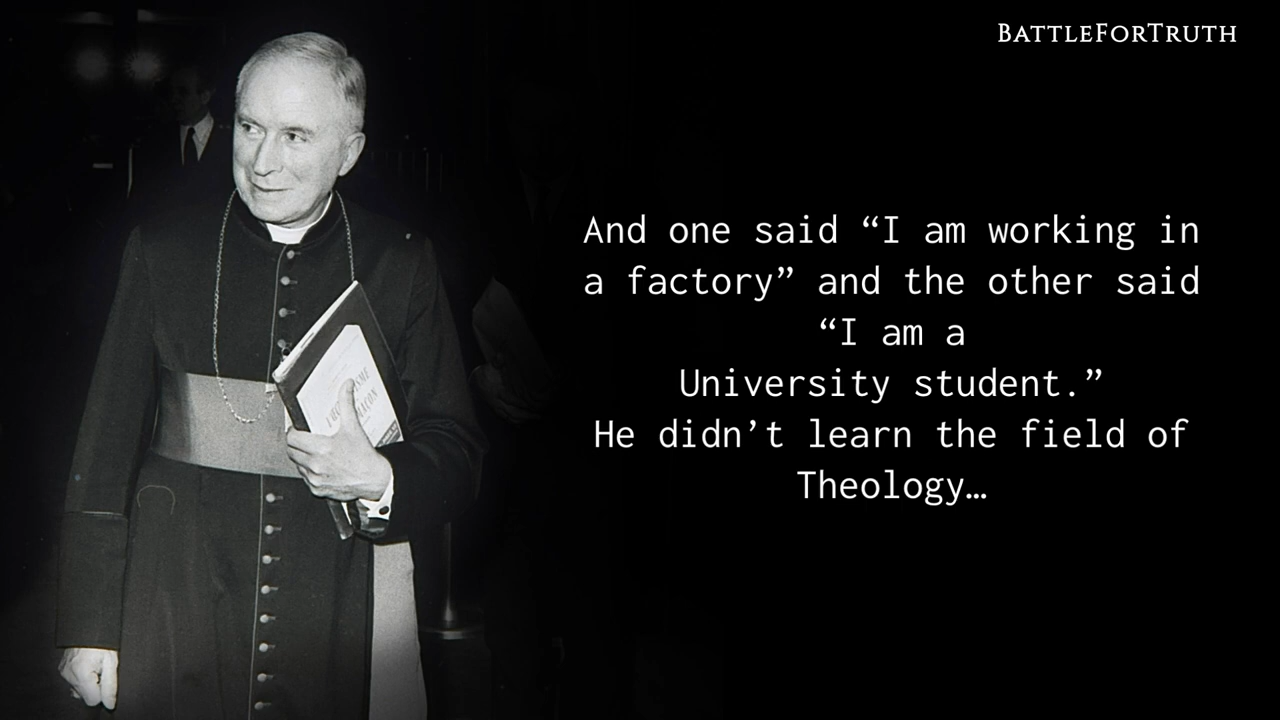 BATTLEFORTRUTH
And one said “I am working in
a factory” and the other said
“I am a
University student.”
He didn’t learn the field of
Theology…